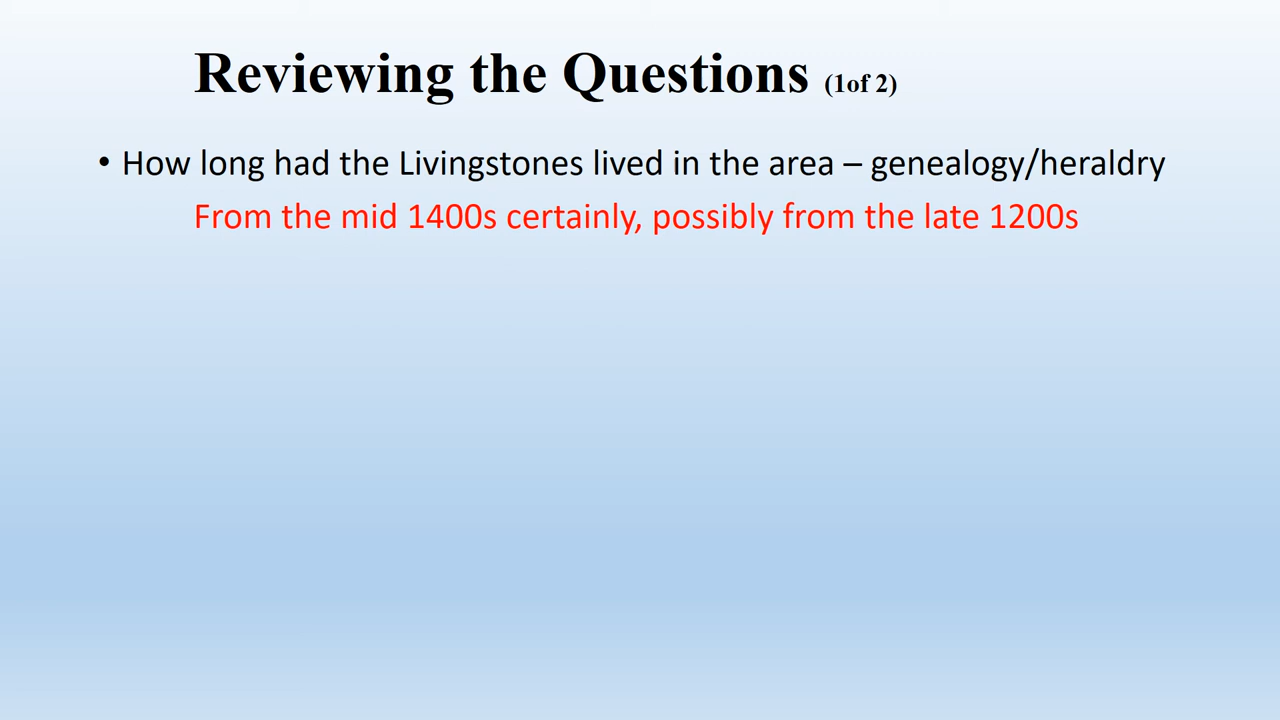 Reviewing the Questions (1of 2)
• How long had the Livingstones lived in the area – genealogy/heraldry
From the mid 1400s certainly, possibly from the late 1200s